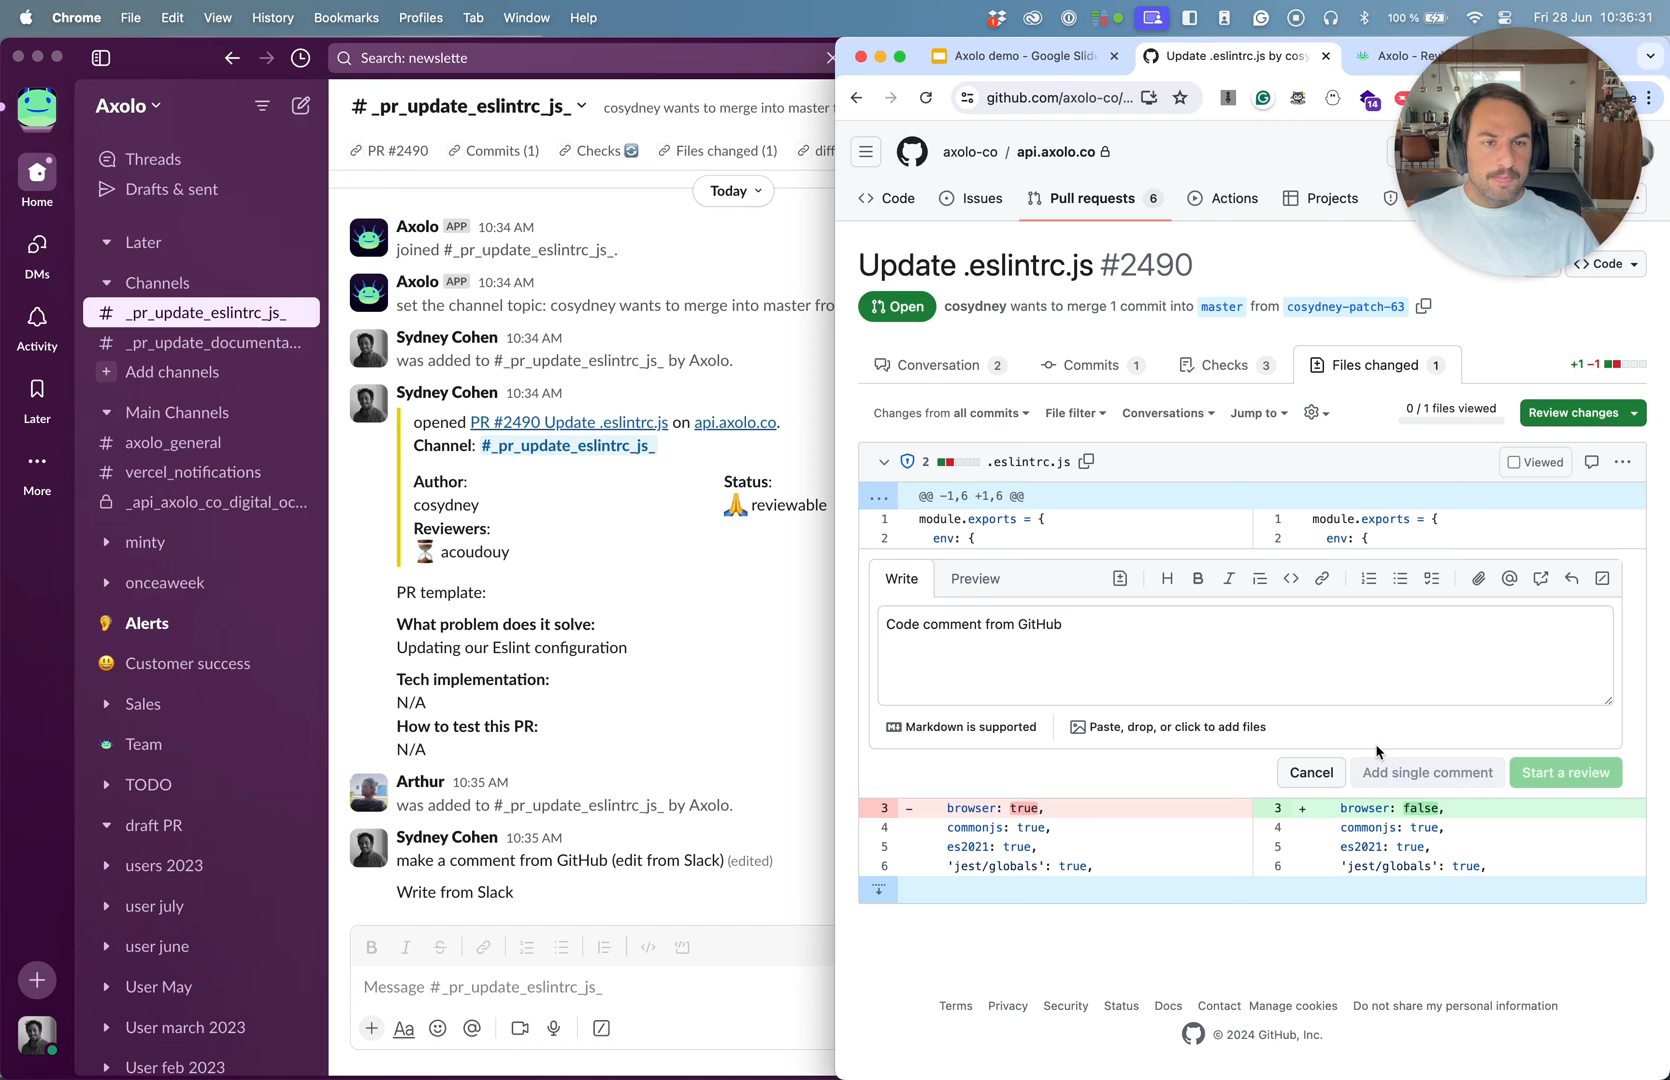 Chrome File Edit View History Bookmarks Profiles Tab Window Help
100 % Fri 28 Jun 10:36:31
Search: newslette
Axolo
Home
DMs
Activity
Later
More
Threads
Drafts & sent
Later
Channels
# _pr_update_eslintrc_js_
# _pr_update_documenta...
+ Add channels
Main Channels
# axolo_general
# vercel_notifications
_api_axolo_co_digital_oc...
minty
onceaweek
Alerts
Customer success
Sales
Team
TODO
draft PR
users 2023
user july
user june
User May
User march 2023
User feb 2023
# _pr_update_eslintrc_js_ cosydney wants to merge into master f
PR #2490 Commits (1) Checks Files changed (1) diff
Today
Axolo APP 10:34 AM
joined #_pr_update_eslintrc_js_.
Axolo APP 10:34 AM
set the channel topic: cosydney wants to merge into master fro
Sydney Cohen 10:34 AM
was added to #_pr_update_eslintrc_js_ by Axolo.
Sydney Cohen 10:34 AM
opened PR #2490 Update .eslintrc.js on api.axolo.co.
Channel: #_pr_update_eslintrc_js_
Author: Status:
cosydney reviewable
Reviewers:
acoudouy
PR template:
What problem does it solve:
Updating our Eslint configuration
Tech implementation:
N/A
How to test this PR:
N/A
Arthur 10:35 AM
was added to #_pr_update_eslintrc_js_ by Axolo.
Sydney Cohen 10:35 AM
make a comment from GitHub (edit from Slack) (edited)
Write from Slack
Message #_pr_update_eslintrc_js_
Aa
Axolo demo - Google Slide Update .eslintrc.js by cosy Axolo - Re
github.com/axolo-co/... 14
axolo-co / api.axolo.co
Code Issues Pull requests 6 Actions Projects
Update .eslintrc.js #2490
Code
Open cosydney wants to merge 1 commit into master from cosydney-patch-63
Conversation 2 Commits 1 Checks 3 Files changed 1 +1 −1
Changes from all commits File filter Conversations Jump to 0 / 1 files viewed Review changes
2 .eslintrc.js Viewed
... @@ -1,6 +1,6 @@
1 module.exports = { 1 module.exports = {
2 env: { 2 env: {
Write Preview
Code comment from GitHub
Markdown is supported Paste, drop, or click to add files
Cancel Add single comment Start a review
3 - browser: true, 3 + browser: false,
4 commonjs: true, 4 commonjs: true,
5 es2021: true, 5 es2021: true,
6 'jest/globals': true, 6 'jest/globals': true,
Terms Privacy Security Status Docs Contact Manage cookies Do not share my personal information
© 2024 GitHub, Inc.